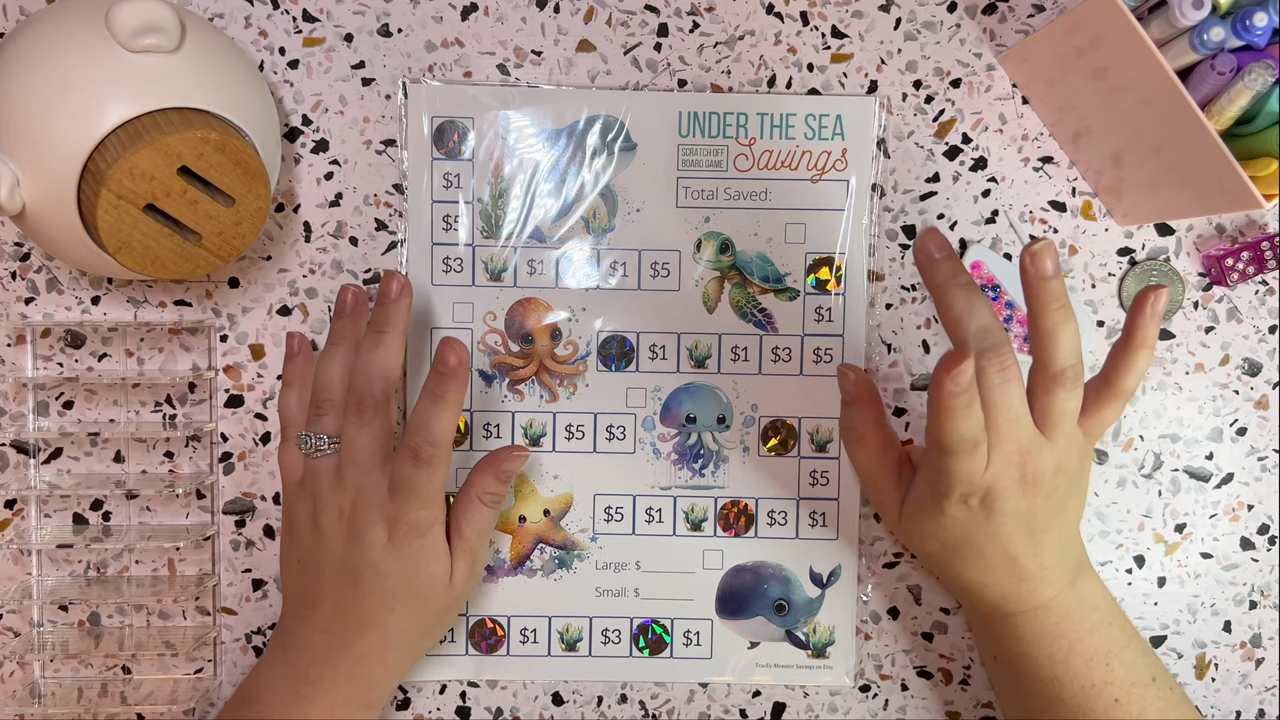 UNDER THE SEA
SCRATCH OFF
BOARD GAME
Savings
Total Saved:
$1
$5
$3 $1 $1 $5
$1
$1 $1 $3 $5
$1 $5 $3
$5
$5 $1 $3 $1
Large: $
Small: $
$1 $1 $3 $1
TracEy Monster Savings on Etsy